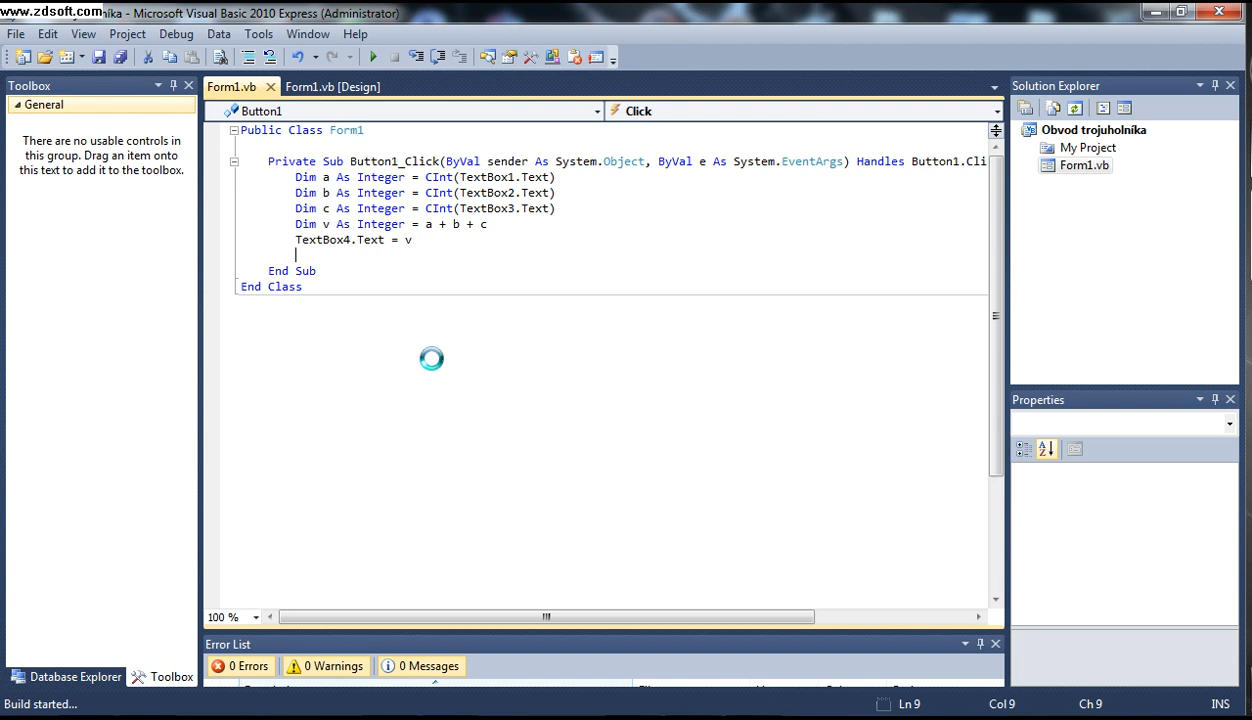 www.zdsoft.com
níka - Microsoft Visual Basic 2010 Express (Administrator)
File Edit View Project Debug Data Tools Window Help
Toolbox
General
There are no usable controls in
this group. Drag an item onto
this text to add it to the toolbox.
Database Explorer
Toolbox
Form1.vb
Form1.vb [Design]
Button1
Click
Public Class Form1
Private Sub Button1_Click(ByVal sender As System.Object, ByVal e As System.EventArgs) Handles Button1.Cli
Dim a As Integer = CInt(TextBox1.Text)
Dim b As Integer = CInt(TextBox2.Text)
Dim c As Integer = CInt(TextBox3.Text)
Dim v As Integer = a + b + c
TextBox4.Text = v
End Sub
End Class
100 %
Error List
0 Errors
0 Warnings
0 Messages
Solution Explorer
Obvod trojuholníka
My Project
Form1.vb
Properties
Build started...
Ln 9
Col 9
Ch 9
INS